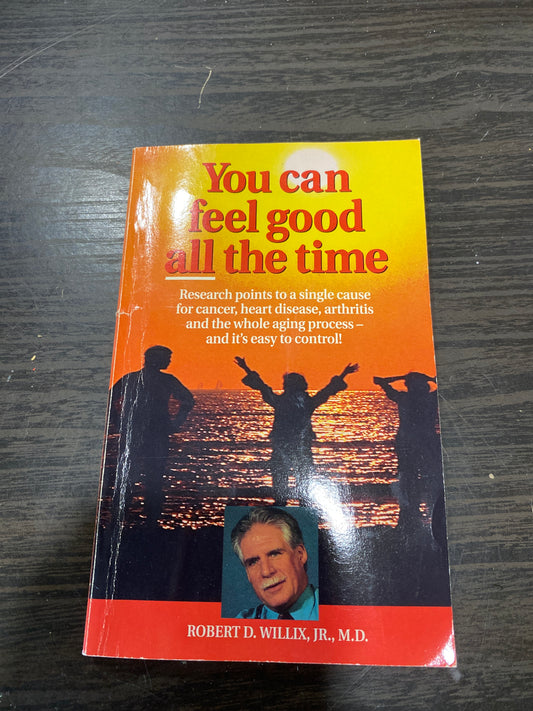 You can
feel good
all the time
Research points to a single cause
for cancer, heart disease, arthritis
and the whole aging process –
and it's easy to control!
ROBERT D. WILLIX, JR., M.D.